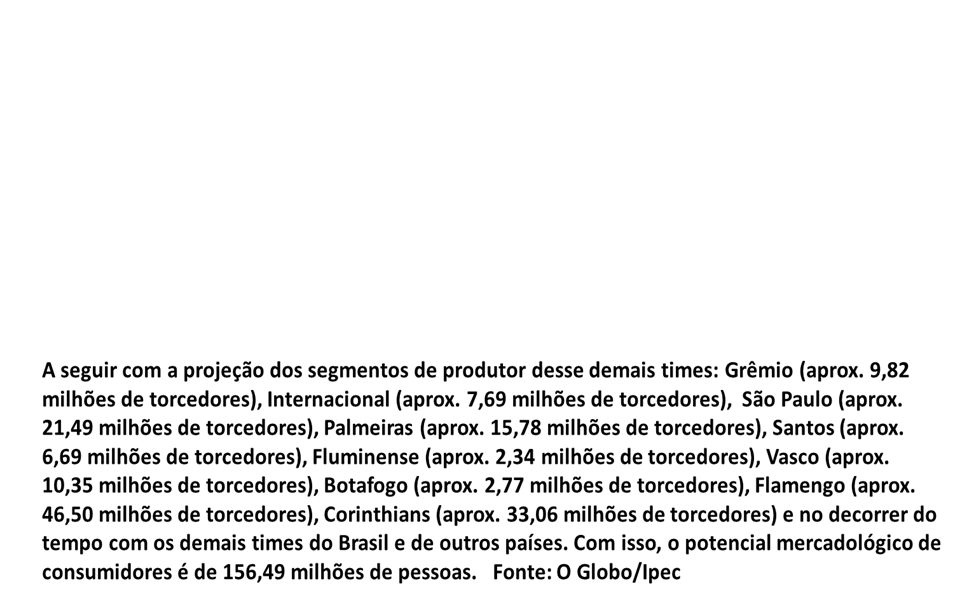 A seguir com a projeção dos segmentos de produtor desse demais times: Grêmio (aprox. 9,82
milhões de torcedores), Internacional (aprox. 7,69 milhões de torcedores),  São Paulo (aprox.
21,49 milhões de torcedores), Palmeiras (aprox. 15,78 milhões de torcedores), Santos (aprox.
6,69 milhões de torcedores), Fluminense (aprox. 2,34 milhões de torcedores), Vasco (aprox.
10,35 milhões de torcedores), Botafogo (aprox. 2,77 milhões de torcedores), Flamengo (aprox.
46,50 milhões de torcedores), Corinthians (aprox. 33,06 milhões de torcedores) e no decorrer do
tempo com os demais times do Brasil e de outros países. Com isso, o potencial mercadológico de
consumidores é de 156,49 milhões de pessoas.   Fonte: O Globo/Ipec